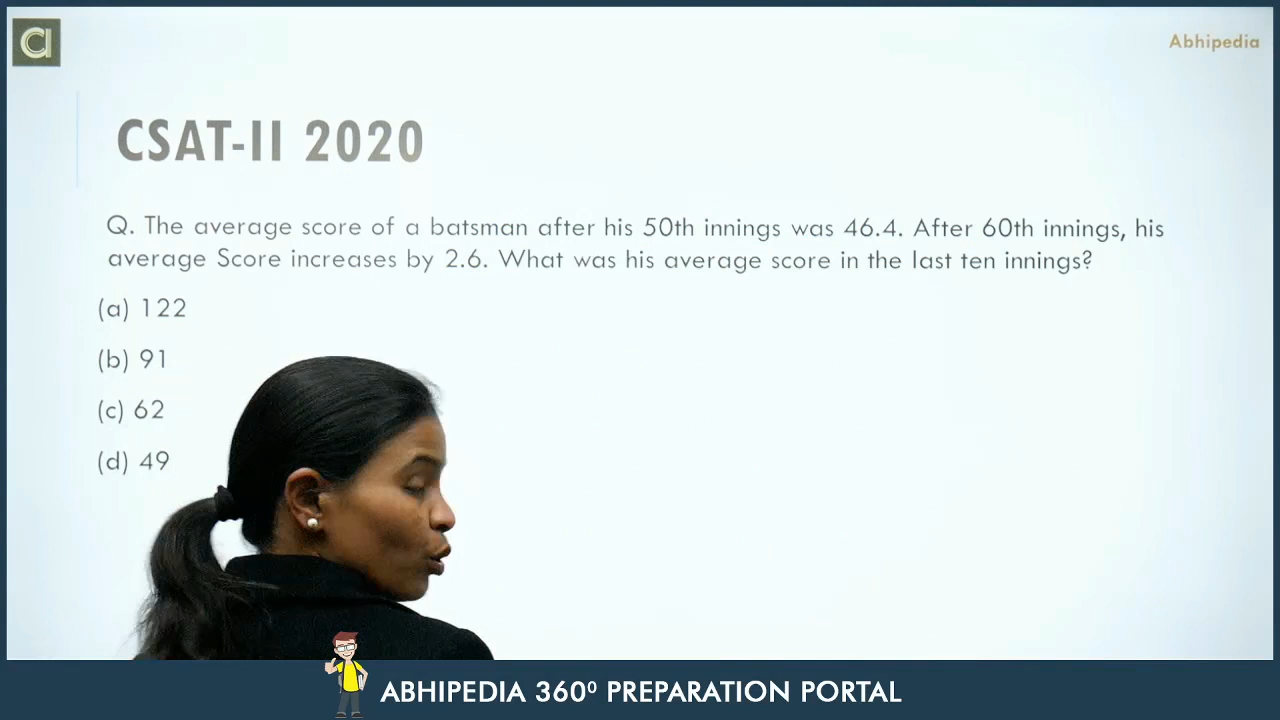 Abhipedia
CSAT-II 2020
Q. The average score of a batsman after his 50th innings was 46.4. After 60th innings, his
average Score increases by 2.6. What was his average score in the last ten innings?
(a) 122
(b) 91
(c) 62
(d) 49
ABHIPEDIA 360⁰ PREPARATION PORTAL